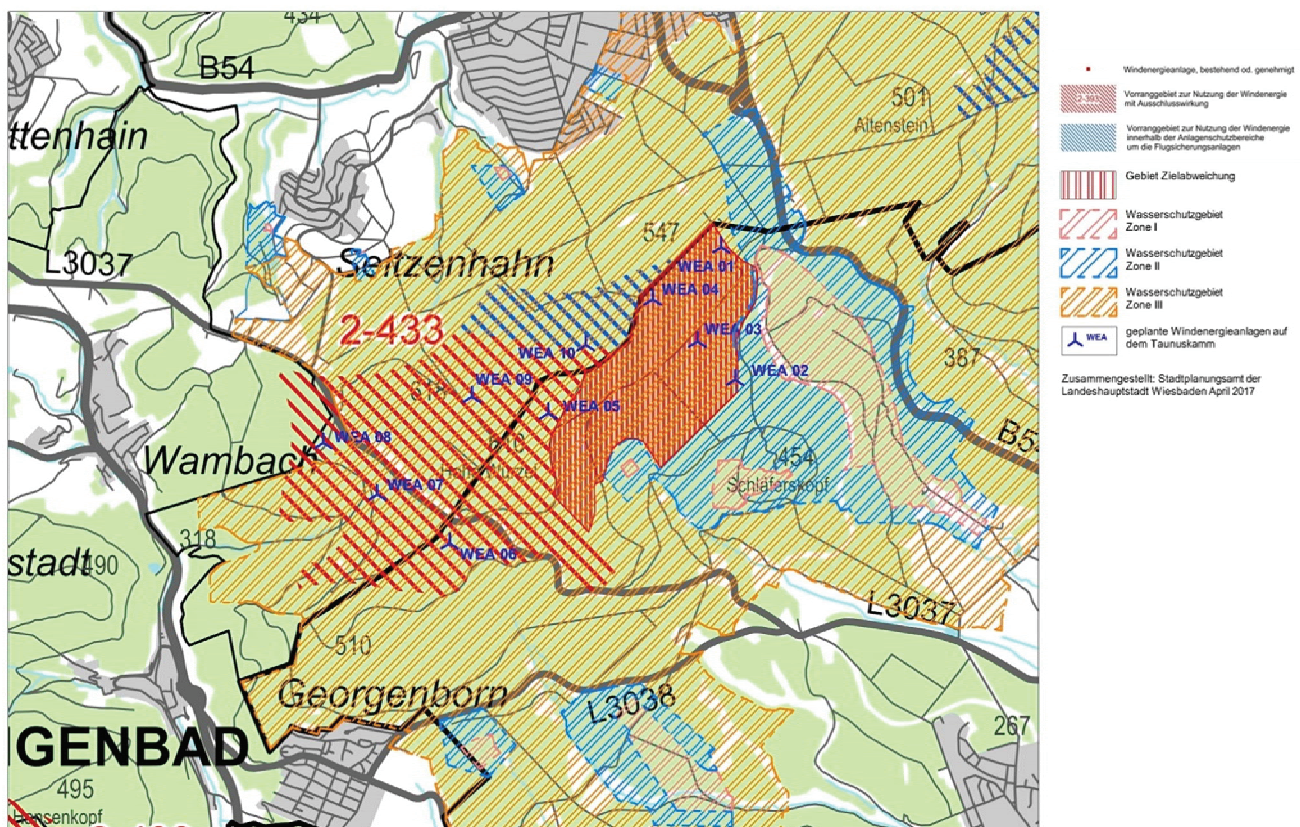 434
B54
501
Altenstein
ttenhain
547
L3037
Seitzenhahn
WEA 01
WEA 04
2-433
WEA 03
WEA 10
387
WEA 02
WEA 09
WEA 05
B5
WEA 08
Wambach
454
Schläferskopf
WEA 07
318
WEA 06
stadt
490
L3037
510
Georgenborn
L3038
267
IGENBAD
495
Hansenkopf
Windenergieanlage, bestehend od. genehmigt
Vorranggebiet zur Nutzung der Windenergie
mit Ausschlusswirkung
Vorranggebiet zur Nutzung der Windenergie
innerhalb der Anlagenschutzbereiche
um die Flugsicherungsanlagen
Gebiet Zielabweichung
Wasserschutzgebiet
Zone I
Wasserschutzgebiet
Zone II
Wasserschutzgebiet
Zone III
WEA
geplante Windenergieanlagen auf
dem Taunuskamm
Zusammengestellt: Stadtplanungsamt der
Landeshauptstadt Wiesbaden April 2017